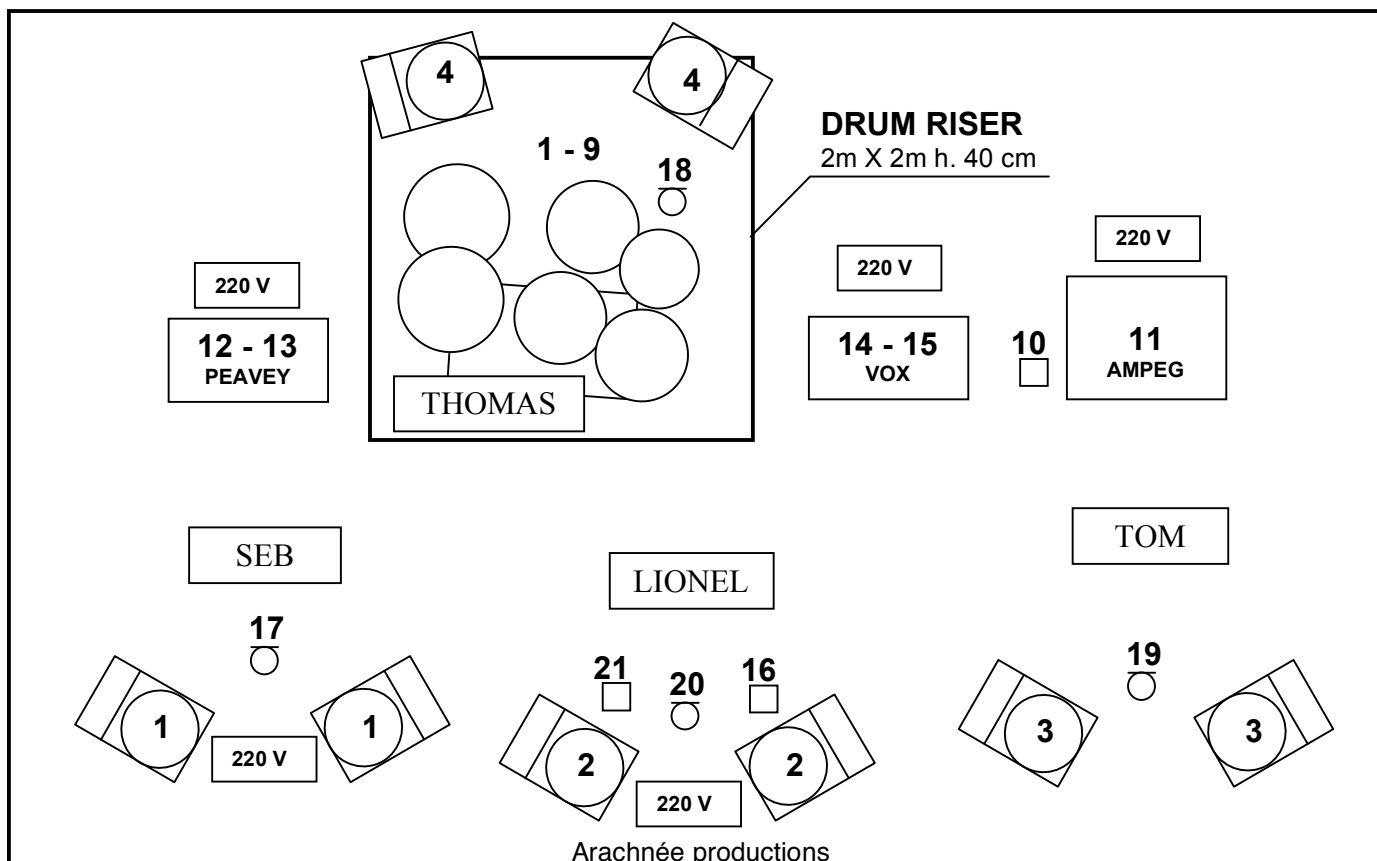 4
4
DRUM RISER
2m X 2m h. 40 cm
1 - 9
18
220 V
220 V
220 V
12 - 13
PEAVEY
14 - 15
VOX
10
11
AMPEG
THOMAS
SEB
LIONEL
TOM
17
21
20
16
19
1
1
220 V
2
2
220 V
3
3
Arachnée productions